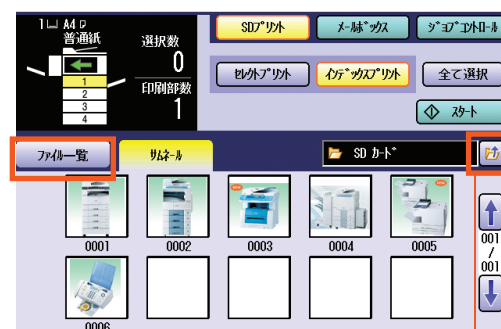 1 A4
普通紙
選択数
0
印刷部数
1
1
2
3
4
SDﾌﾟﾘﾝﾄ
ﾒｰﾙﾎﾞｯｸｽ
ｼﾞｮﾌﾞｺﾝﾄﾛｰﾙ
ｾﾚｸﾄﾌﾟﾘﾝﾄ
ｲﾝﾃﾞｯｸｽﾌﾟﾘﾝﾄ
全て選択
ｽﾀｰﾄ
ﾌｧｲﾙ一覧
ｻﾑﾈｰﾙ
SD ｶｰﾄﾞ
0001
0002
0003
0004
0005
0006
001
/
001